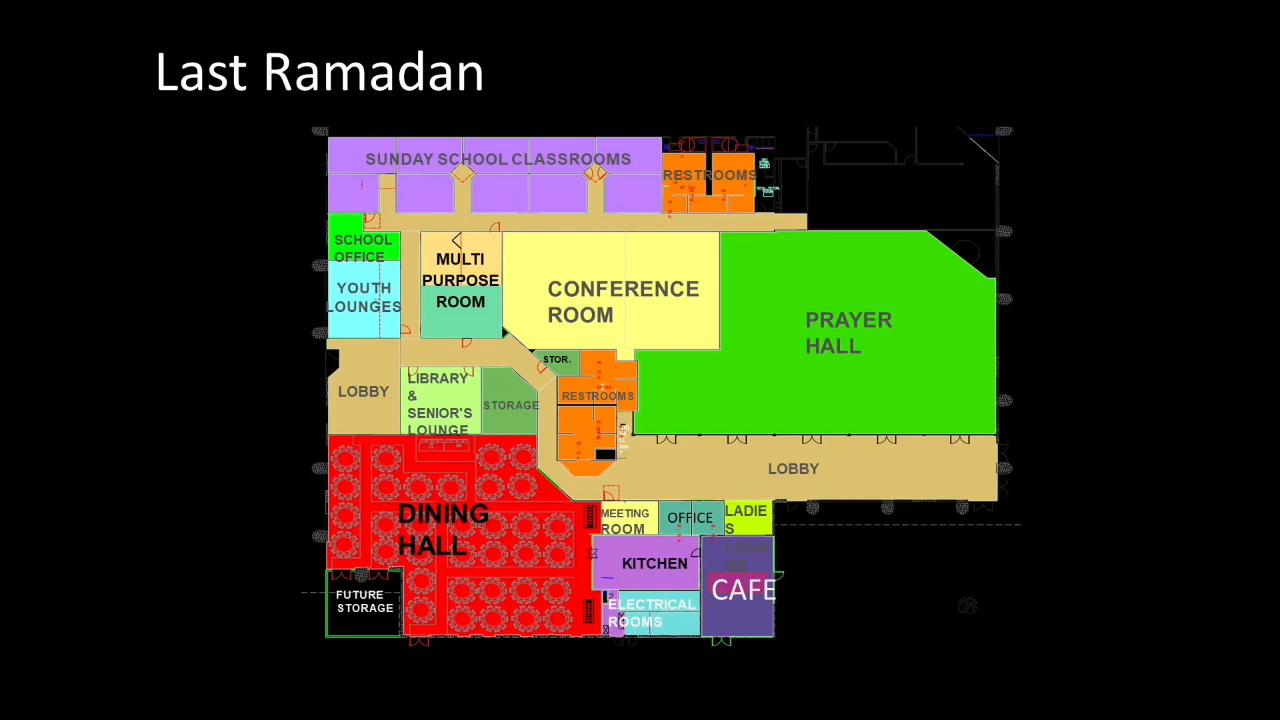 Last Ramadan
SUNDAY SCHOOL CLASSROOMS
RESTROOMS
SCHOOL
OFFICE
YOUTH
LOUNGES
MULTI
PURPOSE
ROOM
CONFERENCE
ROOM
PRAYER
HALL
STOR.
RESTROOMS
LOBBY
LIBRARY
&
SENIOR'S
LOUNGE
STORAGE
LOBBY
DINING
HALL
MEETING
ROOM
OFFICE
LADIE
S
KITCHEN
CAFE
FUTURE
STORAGE
ELECTRICAL
ROOMS